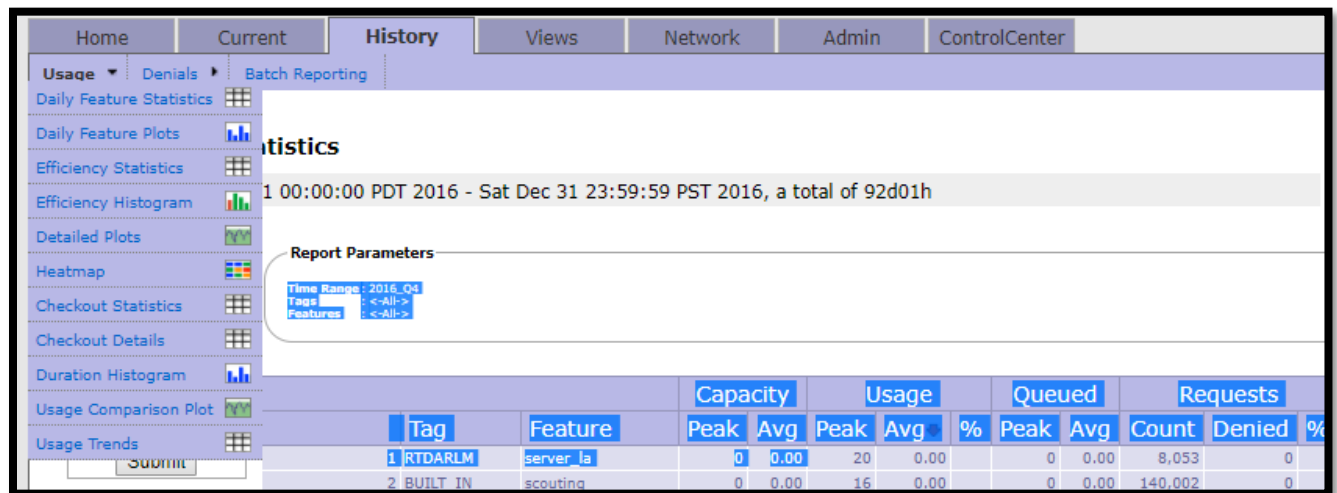 Home Current History Views Network Admin ControlCenter
Usage Denials Batch Reporting
Daily Feature Statistics
Daily Feature Plots
Efficiency Statistics
Efficiency Histogram
Detailed Plots
Heatmap
Checkout Statistics
Checkout Details
Duration Histogram
Usage Comparison Plot
Usage Trends
Submit
tistics
1 00:00:00 PDT 2016 - Sat Dec 31 23:59:59 PST 2016, a total of 92d01h
Report Parameters
Time Range : 2016_Q4
Tags : <-All->
Features : <-All->
Capacity Usage Queued Requests
Tag Feature Peak Avg Peak Avg % Peak Avg Count Denied %
1 RTDARLM server_la 0 0.00 20 0.00 0 0.00 8,053 0
2 BUILT_IN scouting 0 0.00 16 0.00 0 0.00 140,002 0